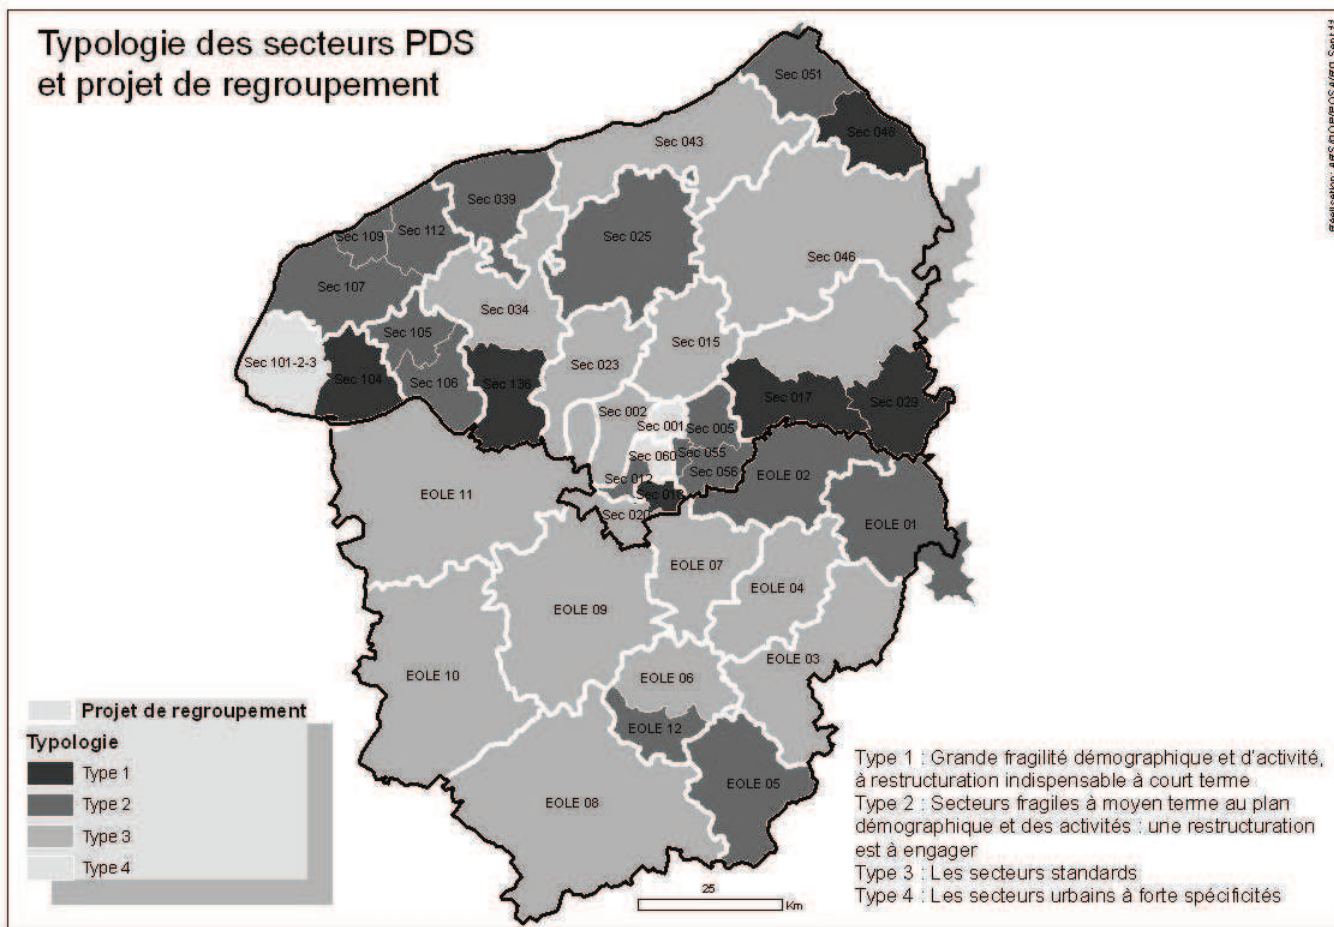 Typologie des secteurs PDS
et projet de regroupement
Sec 051
Sec 048
Sec 043
Sec 039
Sec 112
Sec 109
Sec 025
Sec 046
Sec 107
Sec 034
Sec 105
Sec 015
Sec 101-2-3
Sec 023
Sec 104
Sec 106
Sec 136
Sec 017
Sec 029
Sec 002
Sec 001
Sec 005
Sec 060
Sec 055
Sec 056
Sec 012
Sec 018
Sec 020
EOLE 02
EOLE 11
EOLE 01
EOLE 07
EOLE 04
EOLE 09
EOLE 03
EOLE 10
EOLE 06
EOLE 12
EOLE 05
EOLE 08
Projet de regroupement
Typologie
Type 1
Type 2
Type 3
Type 4
25
Km
Type 1 : Grande fragilité démographique et d'activité,
à restructuration indispensable à court terme
Type 2 : Secteurs fragiles à moyen terme au plan
démographique et des activités : une restructuration
est à engager
Type 3 : Les secteurs standards
Type 4 : Les secteurs urbains à forte spécificités